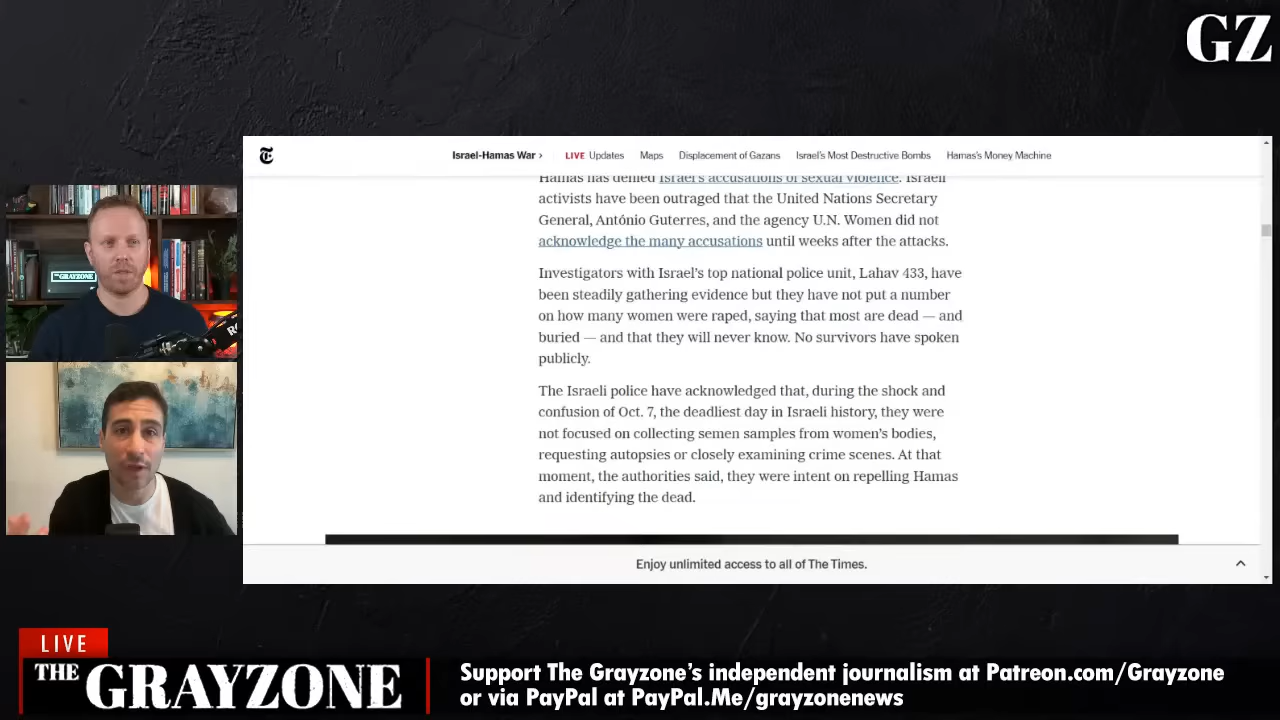 GZ
Israel-Hamas War › LIVE Updates Maps Displacement of Gazans Israel's Most Destructive Bombs Hamas's Money Machine
Hamas has denied Israel's accusations of sexual violence. Israeli
activists have been outraged that the United Nations Secretary
General, António Guterres, and the agency U.N. Women did not
acknowledge the many accusations until weeks after the attacks.
Investigators with Israel's top national police unit, Lahav 433, have
been steadily gathering evidence but they have not put a number
on how many women were raped, saying that most are dead — and
buried — and that they will never know. No survivors have spoken
publicly.
The Israeli police have acknowledged that, during the shock and
confusion of Oct. 7, the deadliest day in Israeli history, they were
not focused on collecting semen samples from women's bodies,
requesting autopsies or closely examining crime scenes. At that
moment, the authorities said, they were intent on repelling Hamas
and identifying the dead.
Enjoy unlimited access to all of The Times.
THE GRAYZONE
LIVE
THE GRAYZONE
Support The Grayzone's independent journalism at Patreon.com/Grayzone
or via PayPal at PayPal.Me/grayzonenews